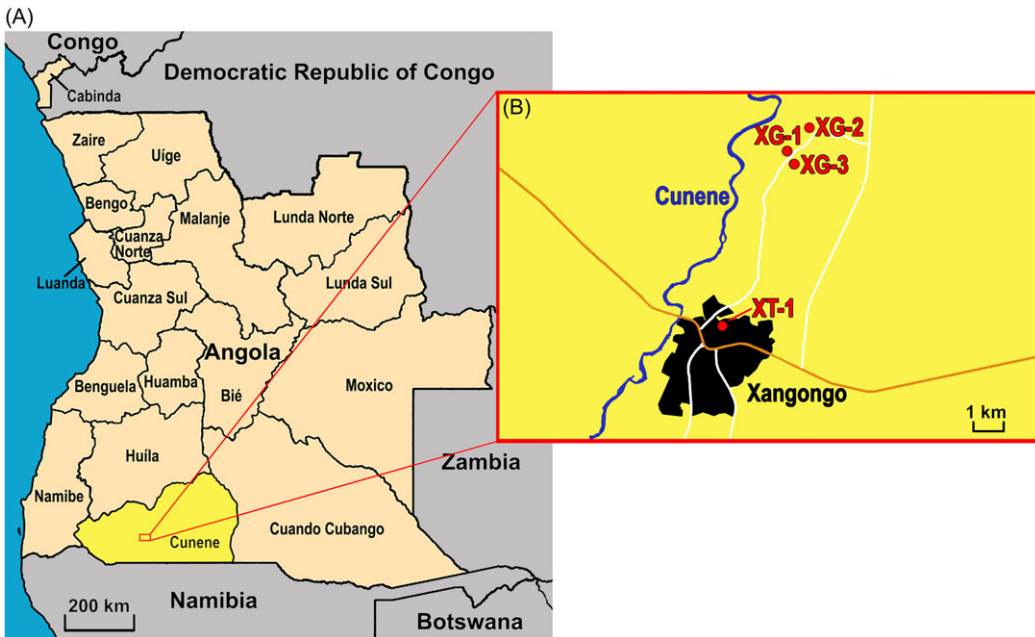 (A)
Congo
Democratic Republic of Congo
Cabinda
Zaire
Uíge
Bengo
Cuanza
Norte
Malanje
Lunda Norte
Luanda
Cuanza Sul
Lunda Sul
Angola
Benguela
Huamba
Bié
Moxico
Huíla
Zambia
Namibe
Cunene
Cuando Cubango
200 km
Namibia
Botswana
(B)
XG-1
XG-2
XG-3
Cunene
XT-1
Xangongo
1 km